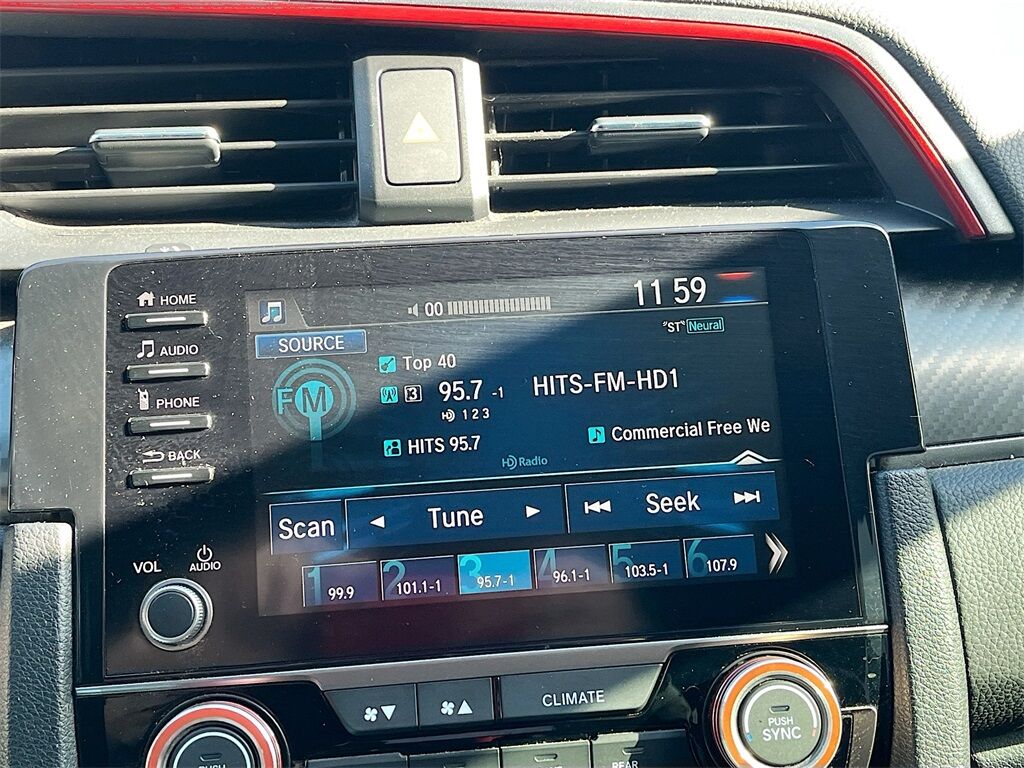 HOME
AUDIO
PHONE
BACK
VOL
AUDIO
00
11 59
SOURCE
"ST" Neural
Top 40
FM
3 95.7 -1 HITS-FM-HD1
HD 1 2 3
HITS 95.7
Commercial Free We
HD Radio
Scan Tune Seek
1 99.9
2 101.1-1
3 95.7-1
4 96.1-1
5 103.5-1
6 107.9
CLIMATE
PUSH
SYNC
PUSH
REAR